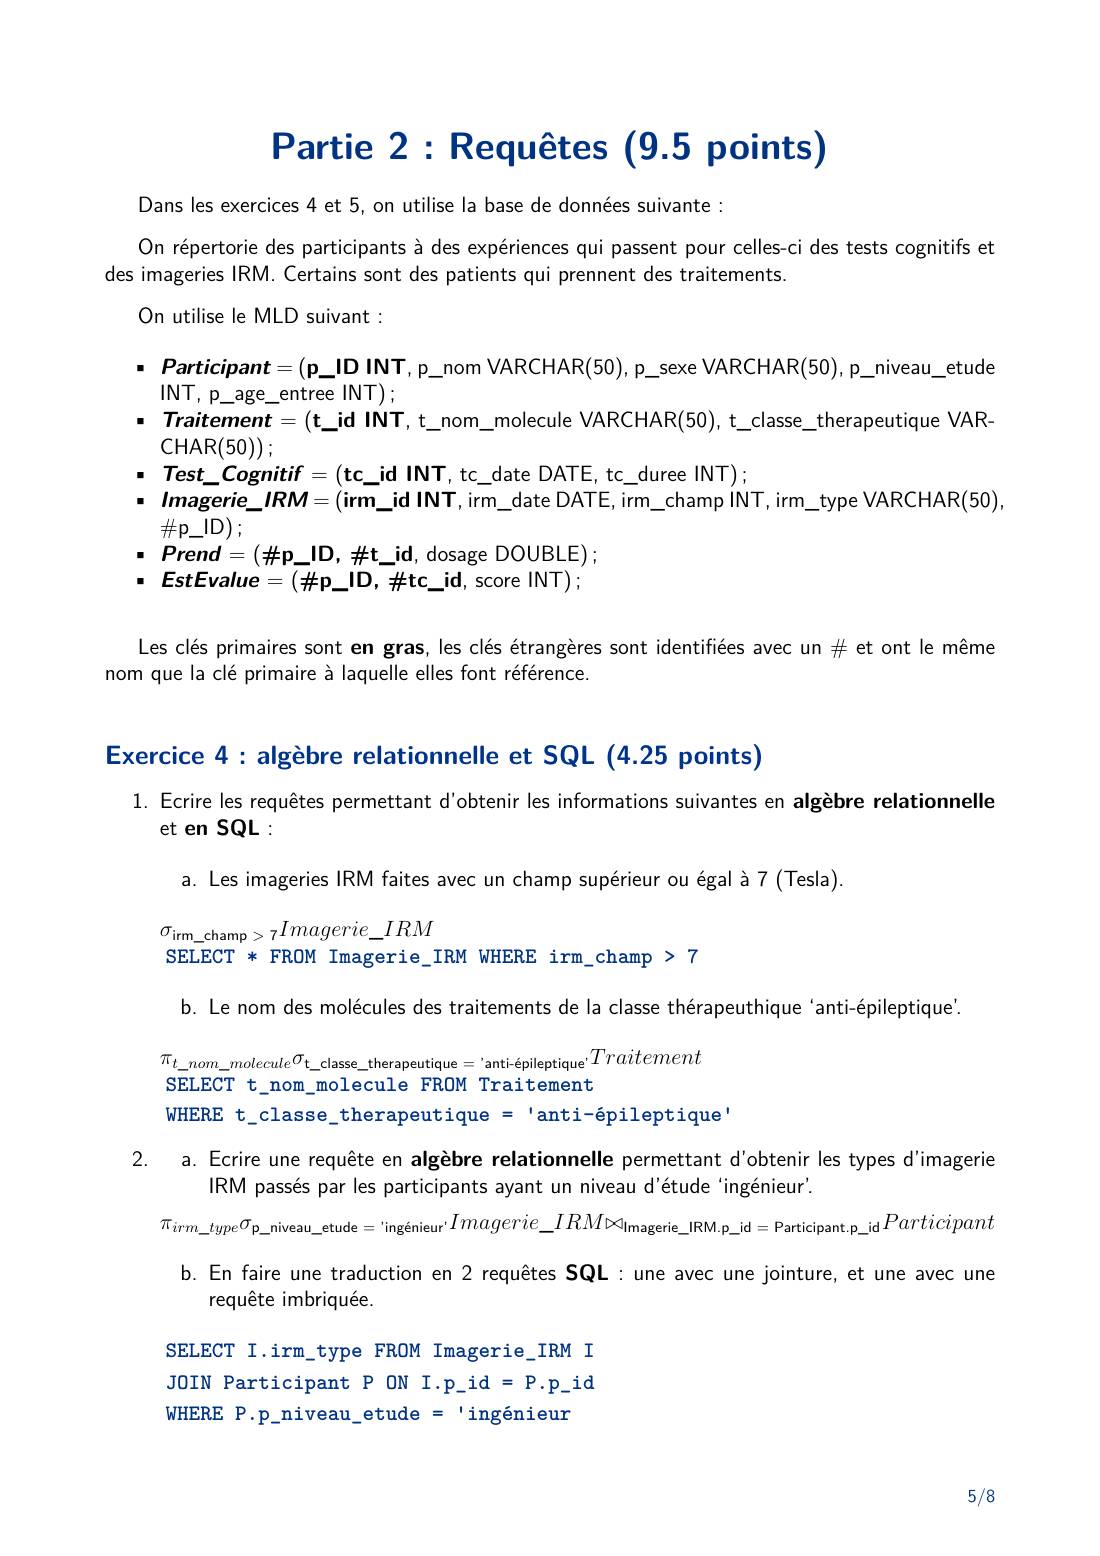 Partie 2 : Requêtes (9.5 points)
Dans les exercices 4 et 5, on utilise la base de données suivante :
On répertorie des participants à des expériences qui passent pour celles-ci des tests cognitifs et
des imageries IRM. Certains sont des patients qui prennent des traitements.
On utilise le MLD suivant :
▪ Participant = (p_ID INT, p_nom VARCHAR(50), p_sexe VARCHAR(50), p_niveau_etude
INT, p_age_entree INT) ;
▪ Traitement = (t_id INT, t_nom_molecule VARCHAR(50), t_classe_therapeutique VAR-
CHAR(50)) ;
▪ Test_Cognitif = (tc_id INT, tc_date DATE, tc_duree INT) ;
▪ Imagerie_IRM = (irm_id INT, irm_date DATE, irm_champ INT, irm_type VARCHAR(50),
#p_ID) ;
▪ Prend = (#p_ID, #t_id, dosage DOUBLE) ;
▪ EstEvalue = (#p_ID, #tc_id, score INT) ;
Les clés primaires sont en gras, les clés étrangères sont identifiées avec un # et ont le même
nom que la clé primaire à laquelle elles font référence.
Exercice 4 : algèbre relationnelle et SQL (4.25 points)
1. Ecrire les requêtes permettant d'obtenir les informations suivantes en algèbre relationnelle
et en SQL :
a. Les imageries IRM faites avec un champ supérieur ou égal à 7 (Tesla).
σirm_champ > 7Imagerie_IRM
SELECT * FROM Imagerie_IRM WHERE irm_champ > 7
b. Le nom des molécules des traitements de la classe thérapeuthique ‘anti-épileptique’.
πt_nom_moleculeσt_classe_therapeutique = 'anti-épileptique'Traitement
SELECT t_nom_molecule FROM Traitement
WHERE t_classe_therapeutique = 'anti-épileptique'
2. a. Ecrire une requête en algèbre relationnelle permettant d'obtenir les types d'imagerie
IRM passés par les participants ayant un niveau d'étude ‘ingénieur’.
πirm_typeσp_niveau_etude = 'ingénieur'Imagerie_IRM⋈Imagerie_IRM.p_id = Participant.p_idParticipant
b. En faire une traduction en 2 requêtes SQL : une avec une jointure, et une avec une
requête imbriquée.
SELECT I.irm_type FROM Imagerie_IRM I
JOIN Participant P ON I.p_id = P.p_id
WHERE P.p_niveau_etude = 'ingénieur
5/8